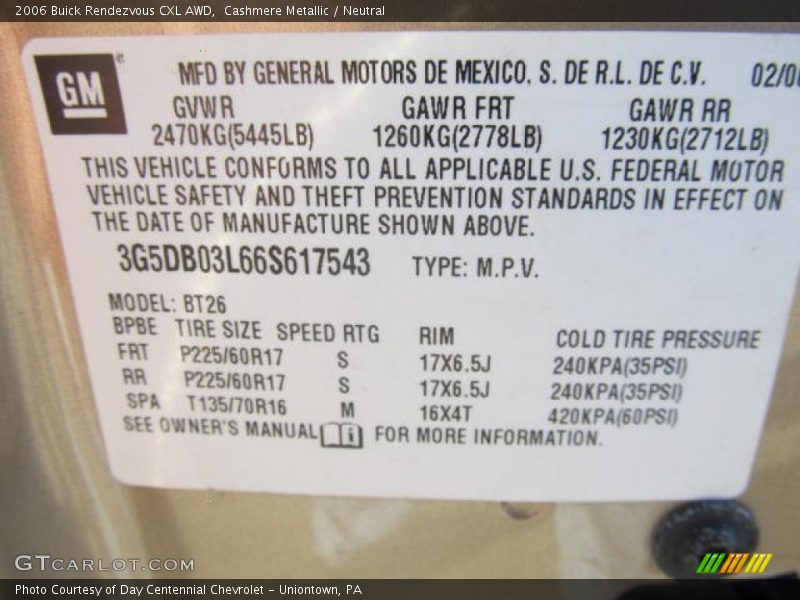 2006 Buick Rendezvous CXL AWD,  Cashmere Metallic / Neutral
GM
MFD BY GENERAL MOTORS DE MEXICO, S. DE R.L. DE C.V.
GVWR GAWR FRT GAWR RR
2470KG(5445LB) 1260KG(2778LB) 1230KG(2712LB)
THIS VEHICLE CONFORMS TO ALL APPLICABLE U.S. FEDERAL MOTOR
VEHICLE SAFETY AND THEFT PREVENTION STANDARDS IN EFFECT ON
THE DATE OF MANUFACTURE SHOWN ABOVE.
3G5DB03L66S617543 TYPE: M.P.V.
MODEL: BT26
BPBE TIRE SIZE SPEED RTG RIM COLD TIRE PRESSURE
FRT P225/60R17 S 17X6.5J 240KPA(35PSI)
RR P225/60R17 S 17X6.5J 240KPA(35PSI)
SPA T135/70R16 M 16X4T 420KPA(60PSI)
SEE OWNER'S MANUAL i FOR MORE INFORMATION.
GTCARLOT.COM
Photo Courtesy of Day Centennial Chevrolet - Uniontown, PA